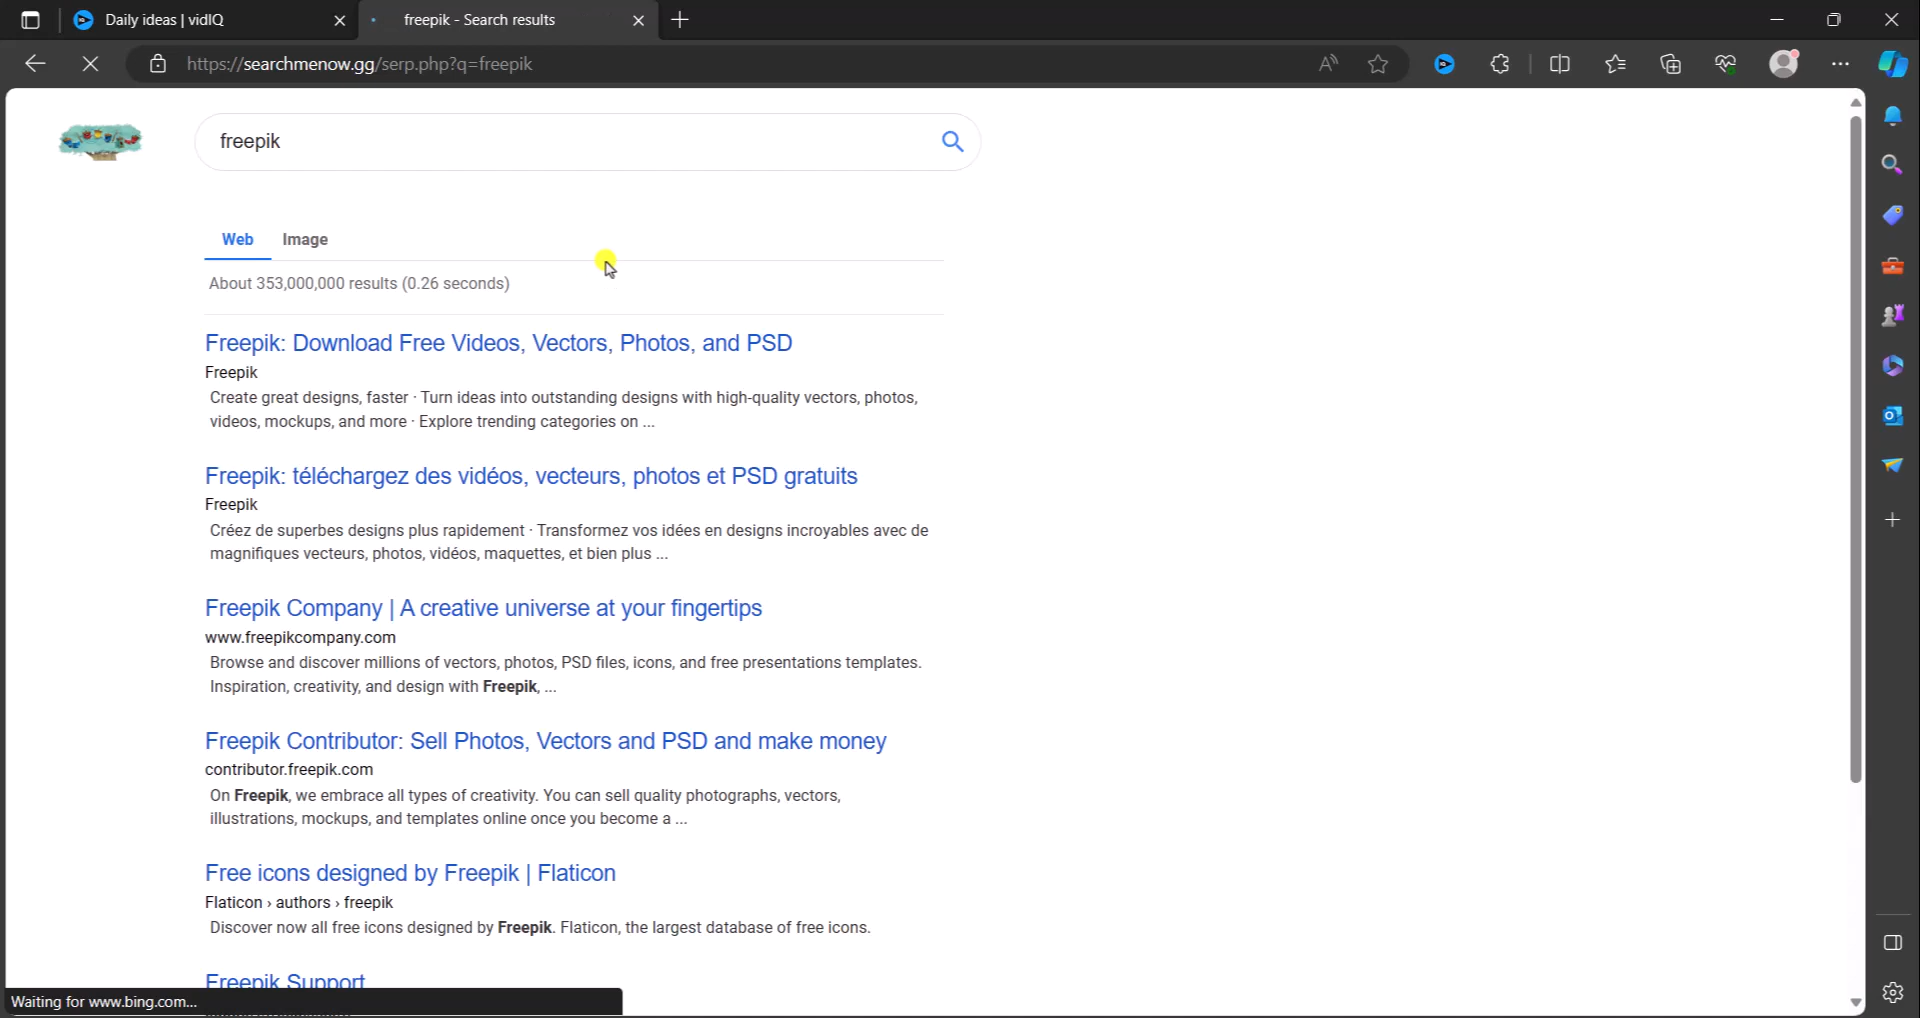 Daily ideas | vidIQ
freepik - Search results
https://searchmenow.gg/serp.php?q=freepik
freepik
Web Image
About 353,000,000 results (0.26 seconds)
Freepik: Download Free Videos, Vectors, Photos, and PSD
Freepik
Create great designs, faster · Turn ideas into outstanding designs with high-quality vectors, photos,
videos, mockups, and more · Explore trending categories on ...
Freepik: téléchargez des vidéos, vecteurs, photos et PSD gratuits
Freepik
Créez de superbes designs plus rapidement · Transformez vos idées en designs incroyables avec de
magnifiques vecteurs, photos, vidéos, maquettes, et bien plus ...
Freepik Company | A creative universe at your fingertips
www.freepikcompany.com
Browse and discover millions of vectors, photos, PSD files, icons, and free presentations templates.
Inspiration, creativity, and design with Freepik, ...
Freepik Contributor: Sell Photos, Vectors and PSD and make money
contributor.freepik.com
On Freepik, we embrace all types of creativity. You can sell quality photographs, vectors,
illustrations, mockups, and templates online once you become a ...
Free icons designed by Freepik | Flaticon
Flaticon › authors › freepik
Discover now all free icons designed by Freepik. Flaticon, the largest database of free icons.
Freepik Support
Waiting for www.bing.com...